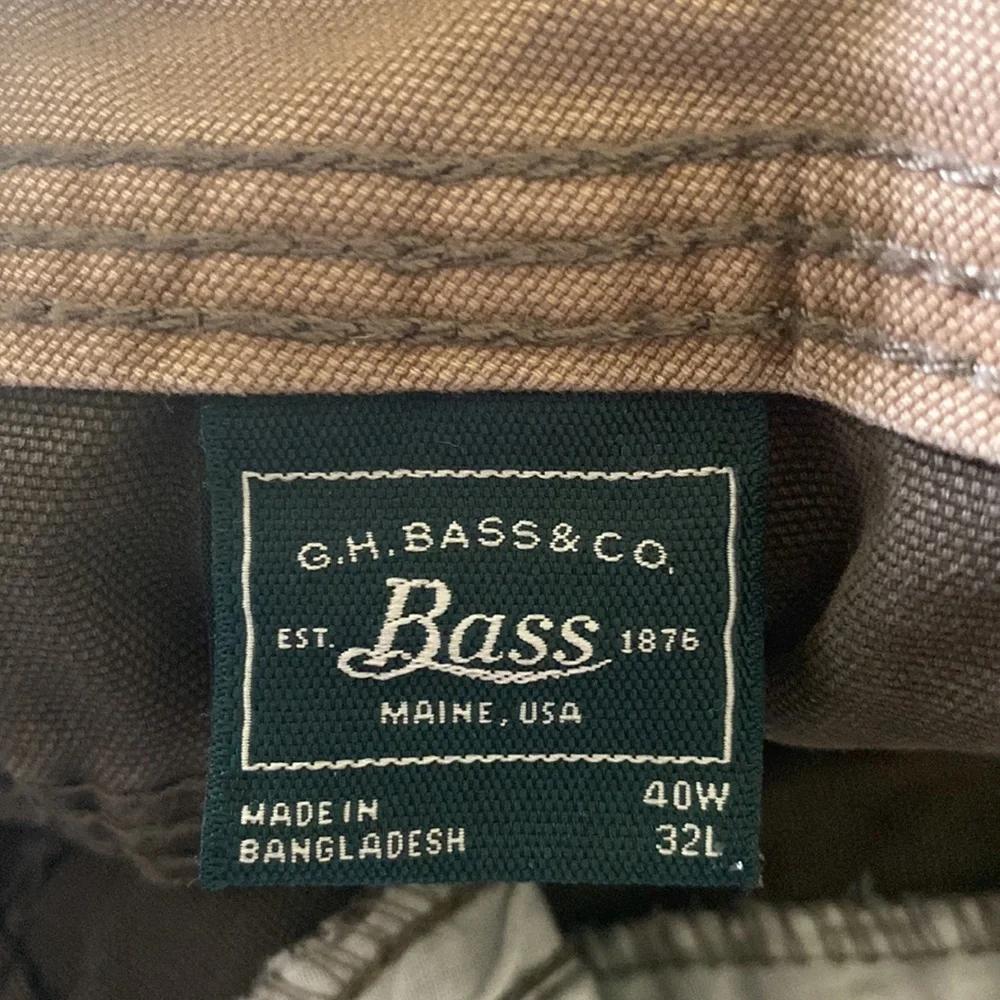 G.H.BASS&CO.
EST. Bass 1876
MAINE, USA
MADE IN
BANGLADESH
40W
32L